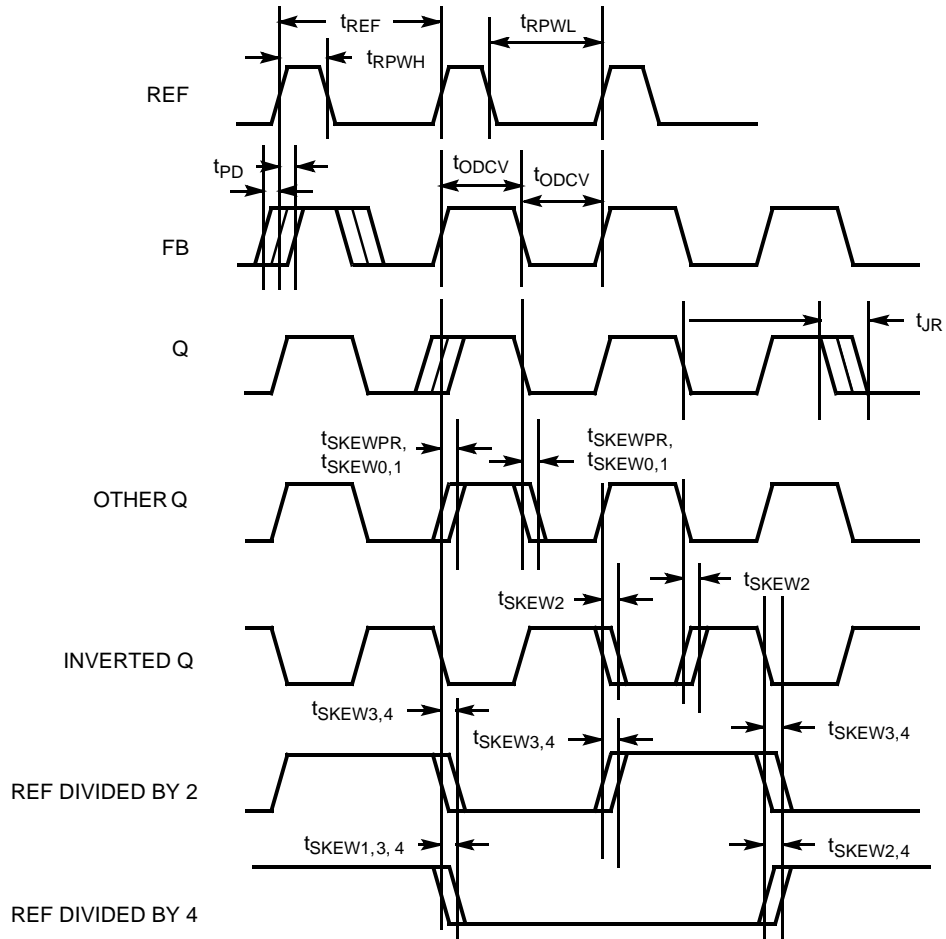 tREF
tRPWL
tRPWH
REF
tPD
tODCV
tODCV
FB
Q
tJR
tSKEWPR,
tSKEW0,1
tSKEWPR,
tSKEW0,1
OTHER Q
tSKEW2
tSKEW2
INVERTED Q
tSKEW3,4
tSKEW3,4
tSKEW3,4
REF DIVIDED BY 2
tSKEW1,3, 4
tSKEW2,4
REF DIVIDED BY 4